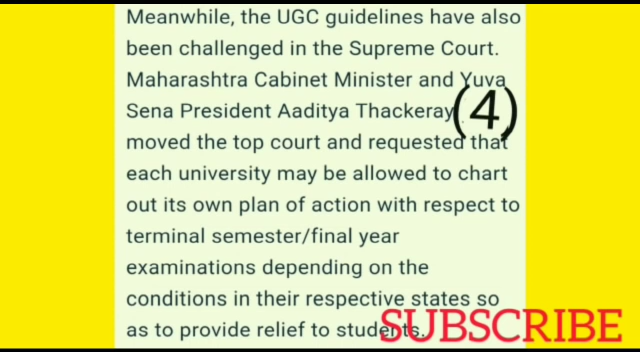 Meanwhile, the UGC guidelines have also
been challenged in the Supreme Court.
Maharashtra Cabinet Minister and Yuva
Sena President Aaditya Thackeray
(4)
moved the top court and requested that
each university may be allowed to chart
out its own plan of action with respect to
terminal semester/final year
examinations depending on the
conditions in their respective states so
as to provide relief to students.
SUBSCRIBE